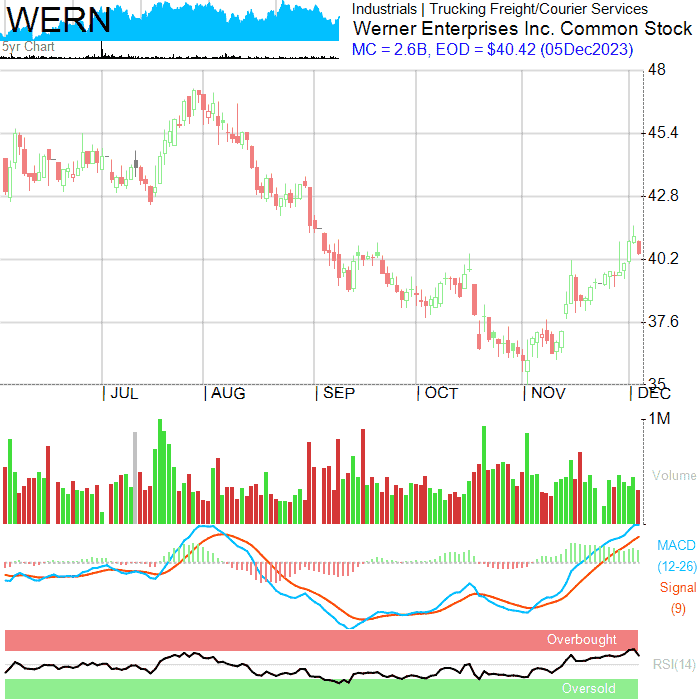 WERN
5yr Chart
Industrials | Trucking Freight/Courier Services
Werner Enterprises Inc. Common Stock
MC = 2.6B, EOD = $40.42 (05Dec2023)
48
45.4
42.8
40.2
37.6
35
JUL
AUG
SEP
OCT
NOV
DEC
1M
Volume
MACD
(12-26)
Signal
(9)
Overbought
RSI(14)
Oversold